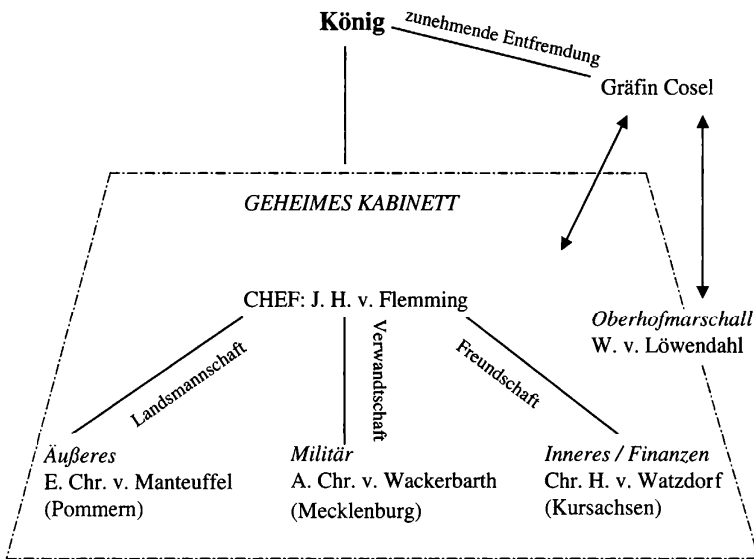 König
zunehmende Entfremdung
Gräfin Cosel
GEHEIMES KABINETT
CHEF: J. H. v. Flemming
Oberhofmarschall
W. v. Löwendahl
Landsmannschaft
Verwandtschaft
Freundschaft
Äußeres
E. Chr. v. Manteuffel
(Pommern)
Militär
A. Chr. v. Wackerbarth
(Mecklenburg)
Inneres / Finanzen
Chr. H. v. Watzdorf
(Kursachsen)